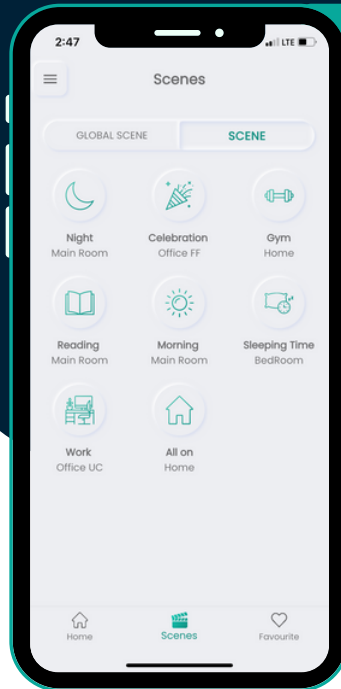 2:47
LTE
Scenes
GLOBAL SCENE
SCENE
Night
Main Room
Celebration
Office FF
Gym
Home
Reading
Main Room
Morning
Main Room
Sleeping Time
BedRoom
Work
Office UC
All on
Home
Home
Scenes
Favourite